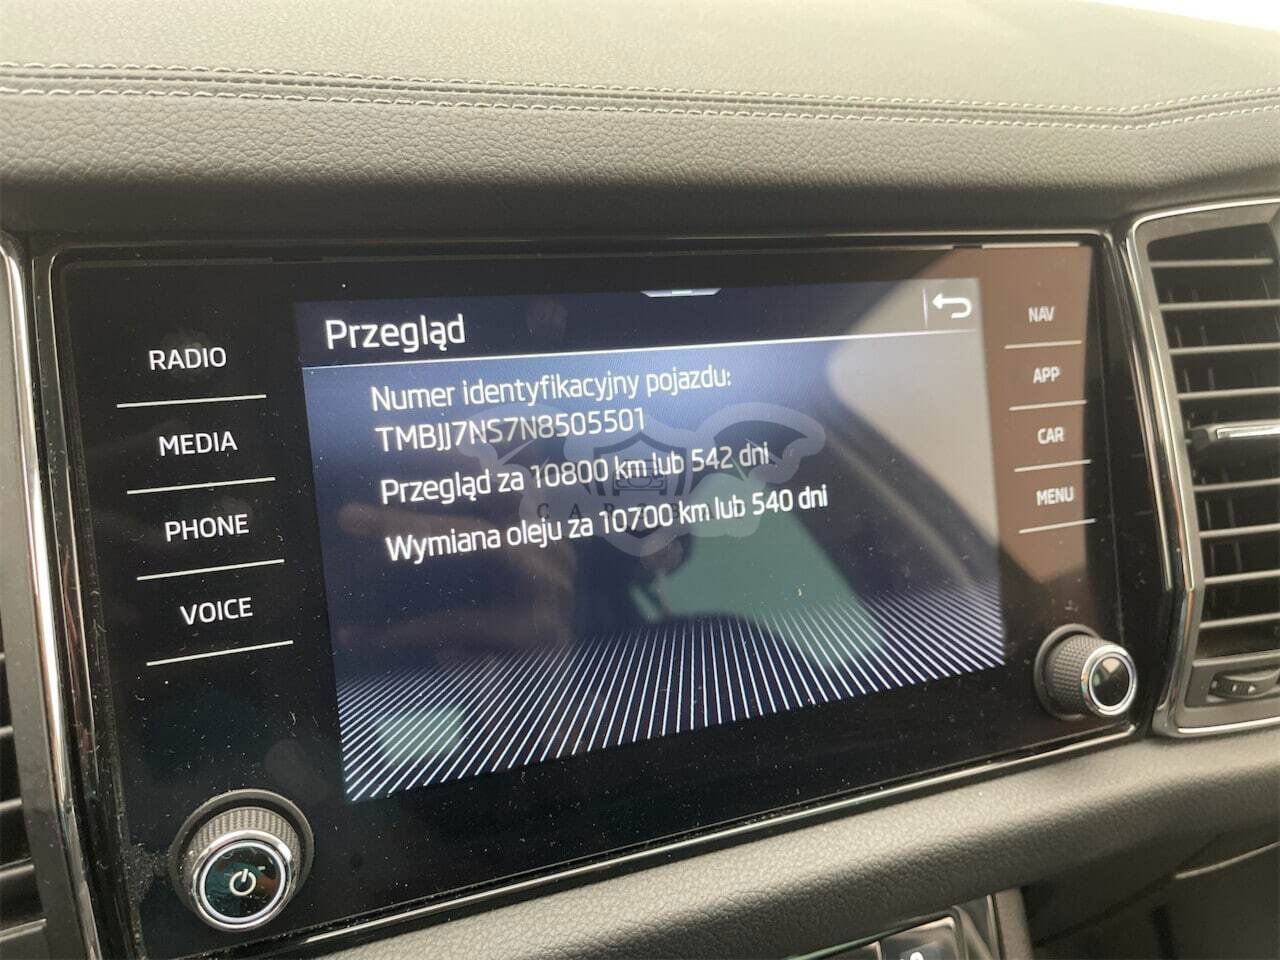 Przegląd
Numer identyfikacyjny pojazdu:
TMBJJ7NS7N8505501
Przegląd za 10800 km lub 542 dni
Wymiana oleju za 10700 km lub 540 dni
RADIO
MEDIA
PHONE
VOICE
NAV
APP
CAR
MENU